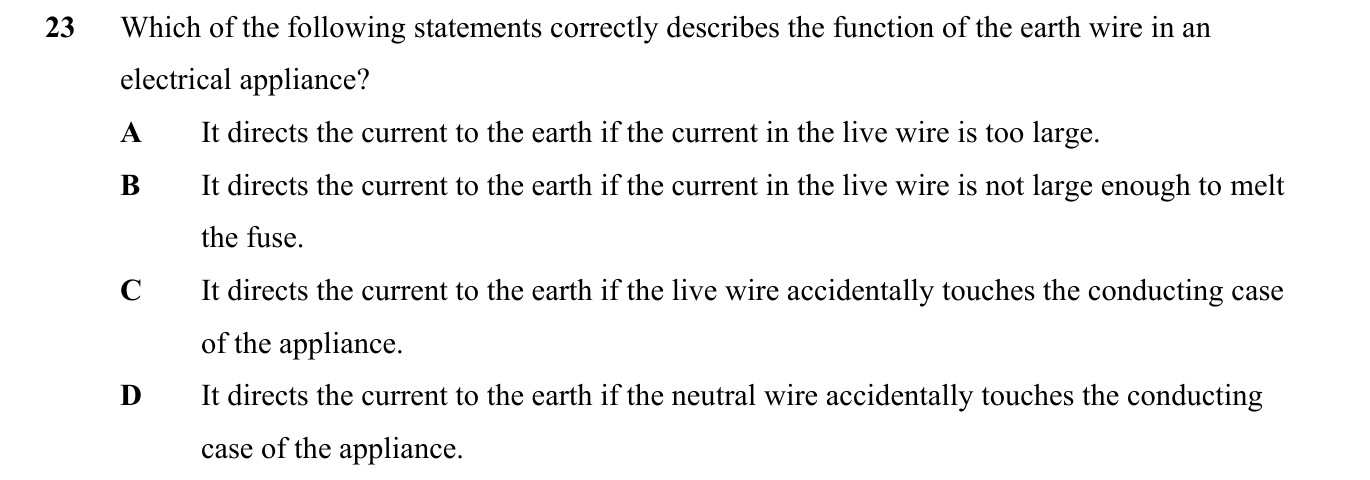 23 Which of the following statements correctly describes the function of the earth wire in an
electrical appliance?
A It directs the current to the earth if the current in the live wire is too large.
B It directs the current to the earth if the current in the live wire is not large enough to melt
the fuse.
C It directs the current to the earth if the live wire accidentally touches the conducting case
of the appliance.
D It directs the current to the earth if the neutral wire accidentally touches the conducting
case of the appliance.